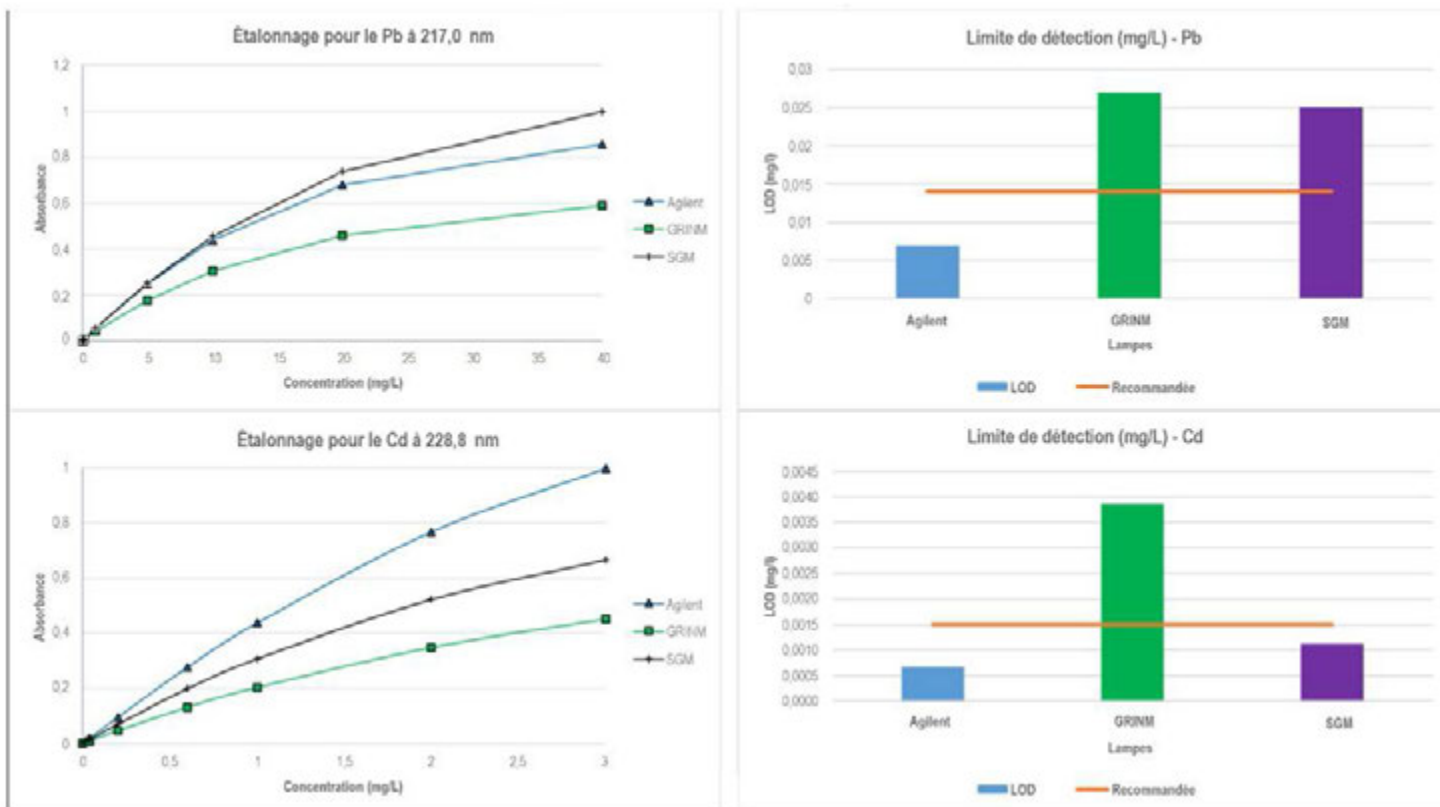 Étalonnage pour le Pb à 217,0 nm
1,2
1
0,8
0,6
0,4
0,2
0
Absorbance
0 5 10 15 20 25 30 35 40
Concentration (mg/L)
Agilent
GRINM
SGM
Limite de détection (mg/L) - Pb
0,03
0,025
0,02
0,015
0,01
0,005
0
LOD (mg/l)
Agilent GRINM SGM
Lampes
LOD Recommandée
Étalonnage pour le Cd à 228,8 nm
1
0,8
0,6
0,4
0,2
0
Absorbance
0 0,5 1 1,5 2 2,5 3
Concentration (mg/L)
Agilent
GRINM
SGM
Limite de détection (mg/L) - Cd
0,0045
0,0040
0,0035
0,0030
0,0025
0,0020
0,0015
0,0010
0,0005
0,0000
LOD (mg/l)
Agilent GRINM SGM
Lampes
LOD Recommandée